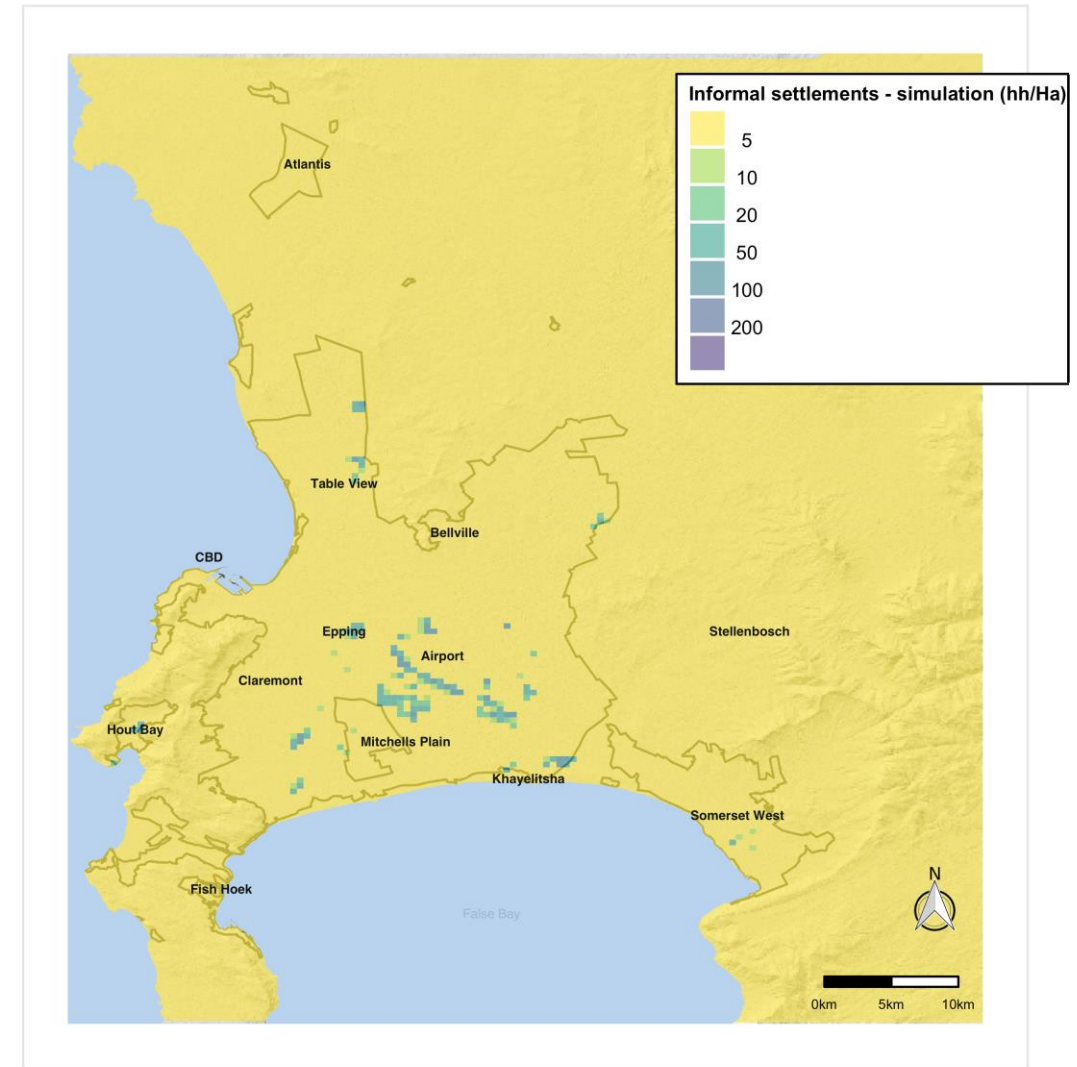 Informal settlements - simulation (hh/Ha)
5
10
20
50
100
200
Atlantis
Table View
Bellville
CBD
Epping
Stellenbosch
Airport
Claremont
Hout Bay
Mitchells Plain
Khayelitsha
Somerset West
Fish Hoek
False Bay
N
0km 5km 10km